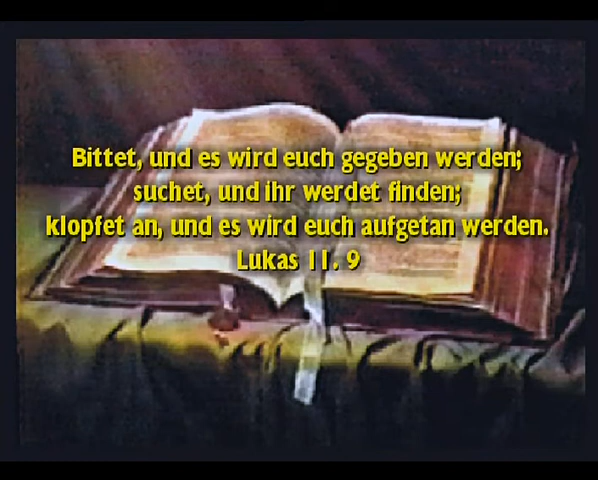 Bittet, und es wird euch gegeben werden;
suchet, und ihr werdet finden;
klopfet an, und es wird euch aufgetan werden.
Lukas 11. 9